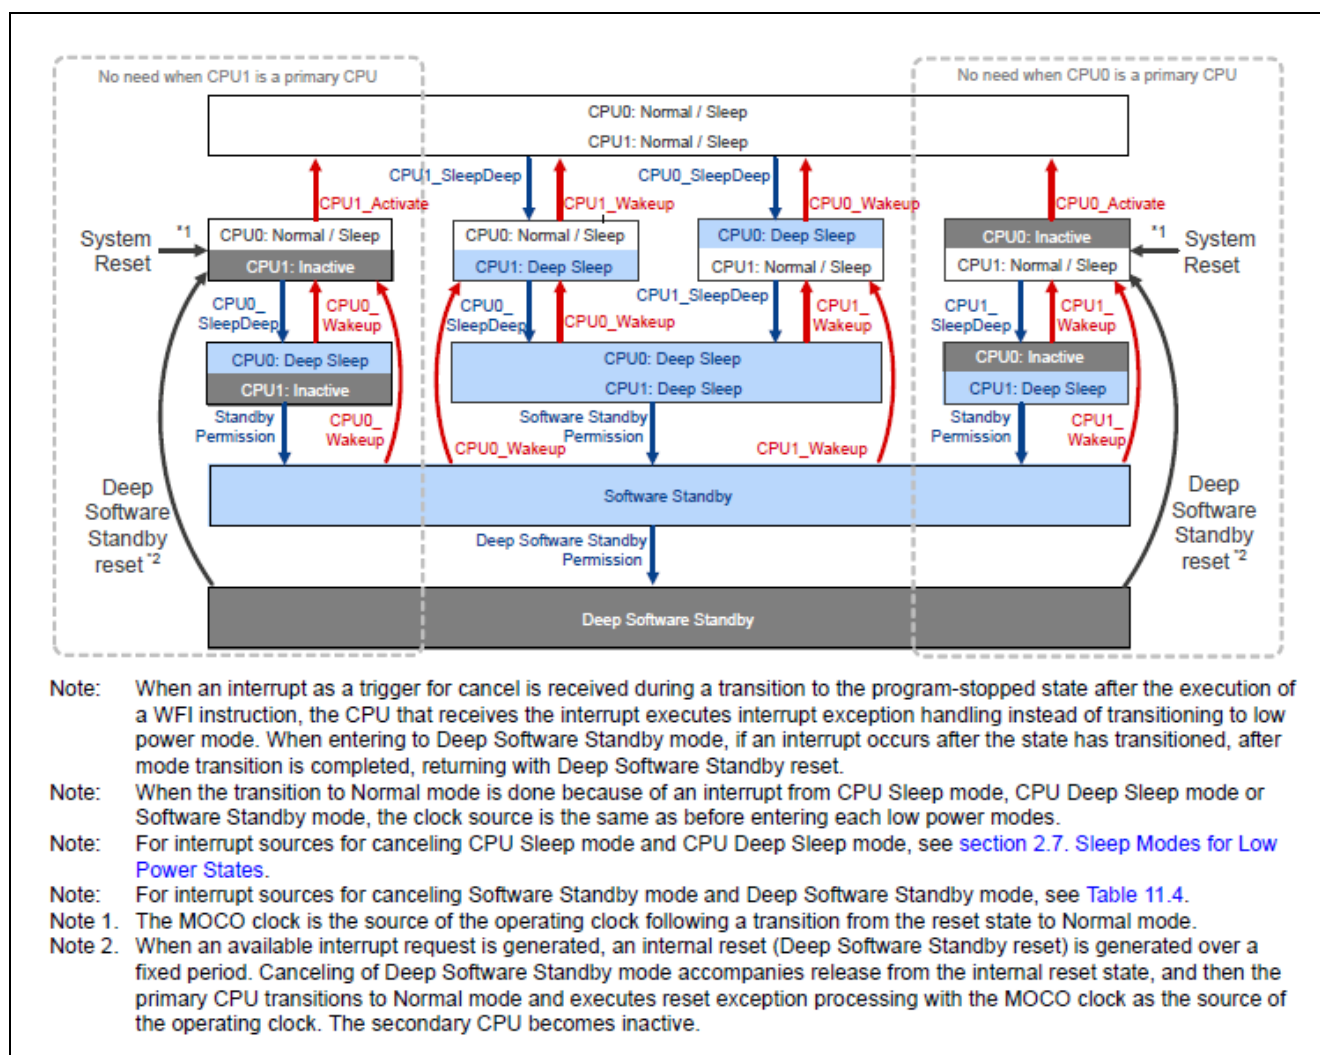 No need when CPU1 is a primary CPU
No need when CPU0 is a primary CPU
CPU0: Normal / Sleep
CPU1: Normal / Sleep
CPU1_SleepDeep
CPU0_SleepDeep
CPU1_Activate
CPU1_Wakeup
CPU0_Wakeup
CPU0_Activate
System
Reset
*1
CPU0: Normal / Sleep
CPU1: Inactive
CPU0: Normal / Sleep
CPU1: Deep Sleep
CPU0: Deep Sleep
CPU1: Normal / Sleep
CPU0: Inactive
CPU1: Normal / Sleep
*1
System
Reset
CPU0_
SleepDeep
CPU0_
Wakeup
CPU0_
SleepDeep
CPU0_Wakeup
CPU1_SleepDeep
CPU1_
Wakeup
CPU1_
SleepDeep
CPU1_
Wakeup
CPU0: Deep Sleep
CPU1: Inactive
CPU0: Deep Sleep
CPU1: Deep Sleep
CPU0: Inactive
CPU1: Deep Sleep
Standby
Permission
CPU0_
Wakeup
CPU0_Wakeup
Software Standby
Permission
CPU1_Wakeup
Standby
Permission
CPU1_
Wakeup
Software Standby
Deep
Software
Standby
reset *2
Deep
Software
Standby
reset *2
Deep Software Standby
Permission
Deep Software Standby
Note: When an interrupt as a trigger for cancel is received during a transition to the program-stopped state after the execution of
a WFI instruction, the CPU that receives the interrupt executes interrupt exception handling instead of transitioning to low
power mode. When entering to Deep Software Standby mode, if an interrupt occurs after the state has transitioned, after
mode transition is completed, returning with Deep Software Standby reset.
Note: When the transition to Normal mode is done because of an interrupt from CPU Sleep mode, CPU Deep Sleep mode or
Software Standby mode, the clock source is the same as before entering each low power modes.
Note: For interrupt sources for canceling CPU Sleep mode and CPU Deep Sleep mode, see section 2.7. Sleep Modes for Low
Power States.
Note: For interrupt sources for canceling Software Standby mode and Deep Software Standby mode, see Table 11.4.
Note 1. The MOCO clock is the source of the operating clock following a transition from the reset state to Normal mode.
Note 2. When an available interrupt request is generated, an internal reset (Deep Software Standby reset) is generated over a
fixed period. Canceling of Deep Software Standby mode accompanies release from the internal reset state, and then the
primary CPU transitions to Normal mode and executes reset exception processing with the MOCO clock as the source of
the operating clock. The secondary CPU becomes inactive.